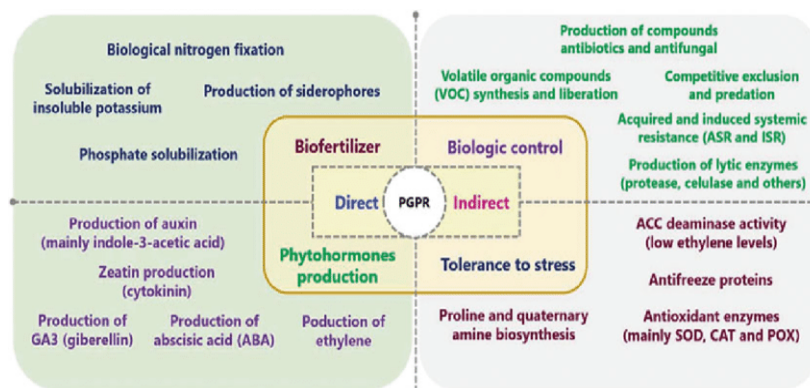 Biological nitrogen fixation
Solubilization of
insoluble potassium
Production of siderophores
Phosphate solubilization
Production of compounds
antibiotics and antifungal
Volatile organic compounds
(VOC) synthesis and liberation
Competitive exclusion
and predation
Acquired and induced systemic
resistance (ASR and ISR)
Production of lytic enzymes
(protease, celulase and others)
Biofertilizer
Biologic control
Direct
PGPR
Indirect
Phytohormones
production
Tolerance to stress
Production of auxin
(mainly indole-3-acetic acid)
Zeatin production
(cytokinin)
Production of
GA3 (giberellin)
Production of
abscisic acid (ABA)
Poduction of
ethylene
ACC deaminase activity
(low ethylene levels)
Antifreeze proteins
Proline and quaternary
amine biosynthesis
Antioxidant enzymes
(mainly SOD, CAT and POX)